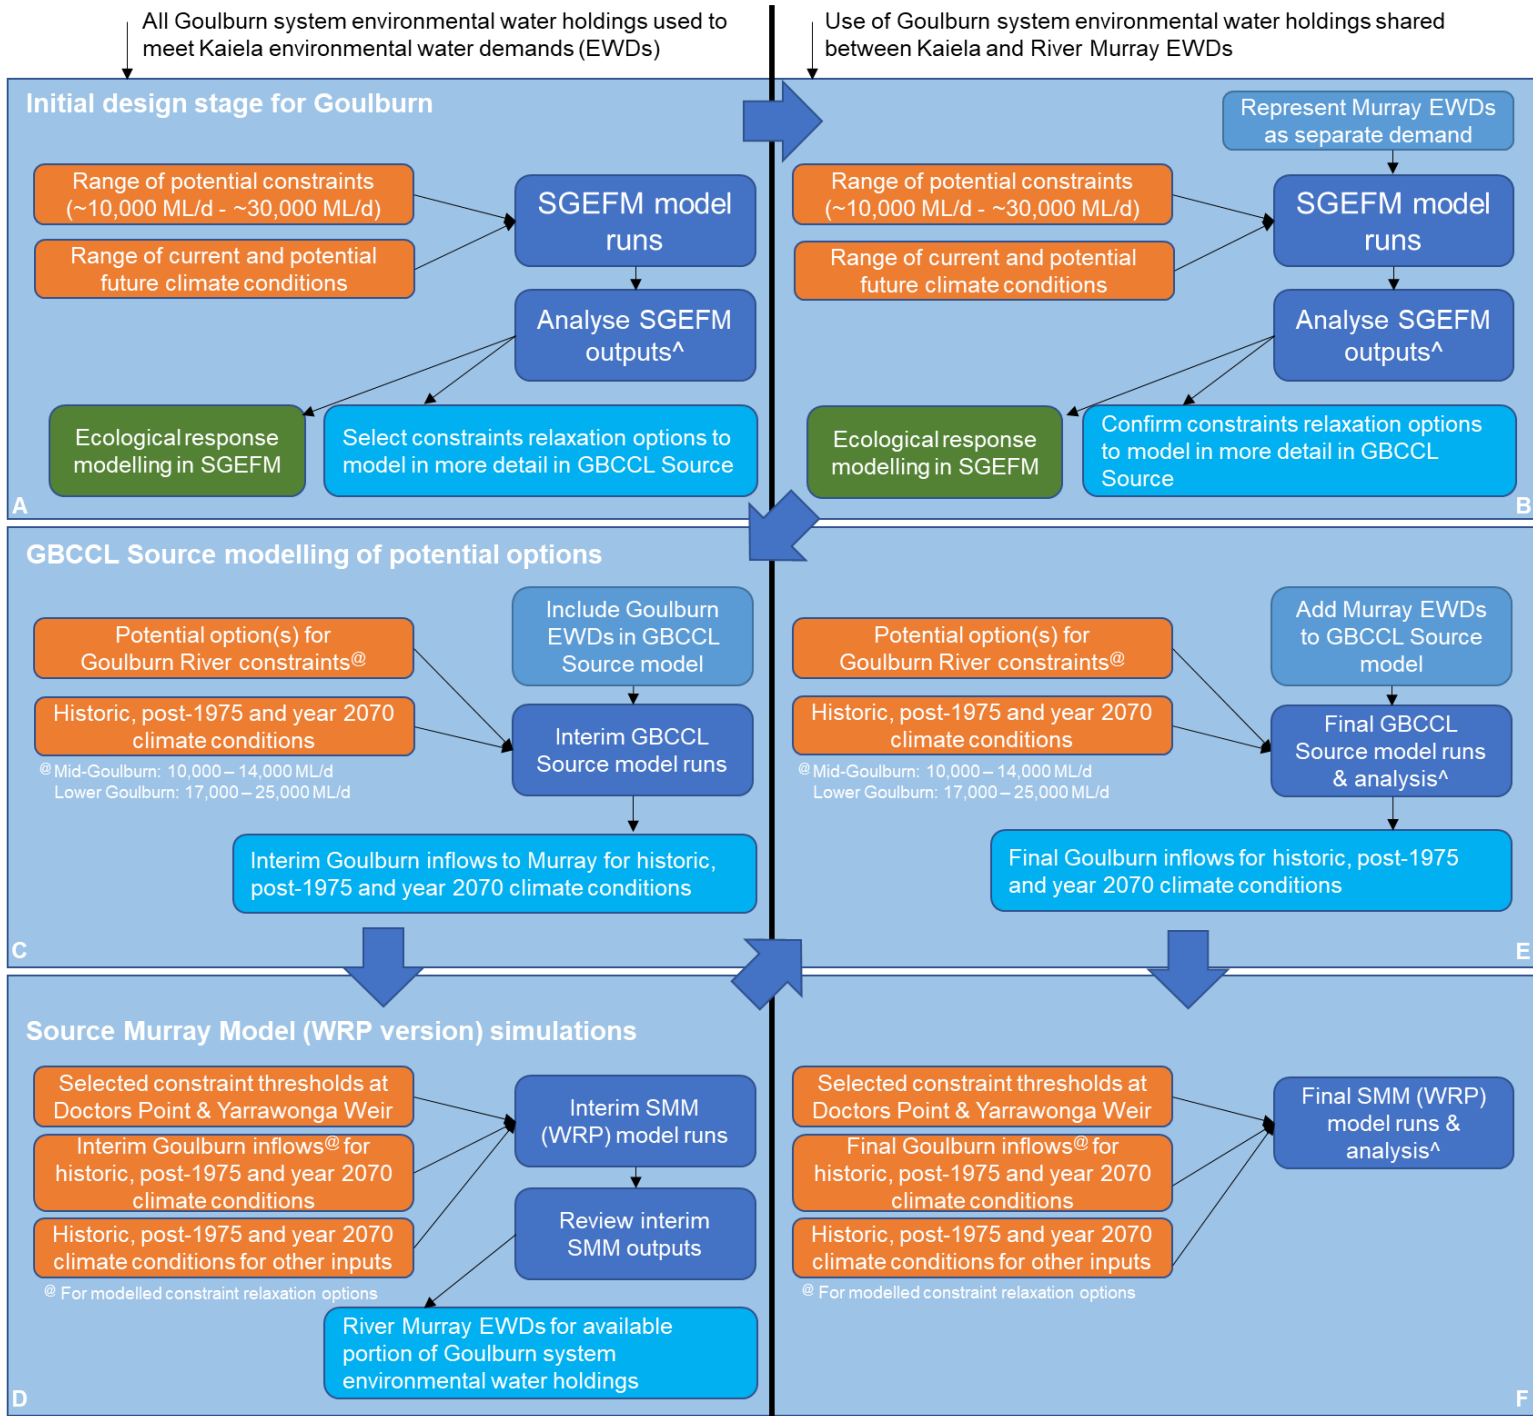 All Goulburn system environmental water holdings used to
meet Kaiela environmental water demands (EWDs)
Use of Goulburn system environmental water holdings shared
between Kaiela and River Murray EWDs
Initial design stage for Goulburn
Range of potential constraints
(~10,000 ML/d - ~30,000 ML/d)
Range of current and potential
future climate conditions
SGEFM model
runs
Analyse SGEFM
outputs^
Ecological response
modelling in SGEFM
Select constraints relaxation options to
model in more detail in GBCCL Source
A
Represent Murray EWDs
as separate demand
Range of potential constraints
(~10,000 ML/d - ~30,000 ML/d)
Range of current and potential
future climate conditions
SGEFM model
runs
Analyse SGEFM
outputs^
Ecological response
modelling in SGEFM
Confirm constraints relaxation options
to model in more detail in GBCCL
Source
B
GBCCL Source modelling of potential options
Include Goulburn
EWDs in GBCCL
Source model
Potential option(s) for
Goulburn River constraints@
Historic, post-1975 and year 2070
climate conditions
@ Mid-Goulburn: 10,000 – 14,000 ML/d
Lower Goulburn: 17,000 – 25,000 ML/d
Interim GBCCL
Source model runs
Interim Goulburn inflows to Murray for historic,
post-1975 and year 2070 climate conditions
C
Add Murray EWDs
to GBCCL Source
model
Potential option(s) for
Goulburn River constraints@
Historic, post-1975 and year 2070
climate conditions
@ Mid-Goulburn: 10,000 – 14,000 ML/d
Lower Goulburn: 17,000 – 25,000 ML/d
Final GBCCL
Source model runs
& analysis^
Final Goulburn inflows for historic, post-1975
and year 2070 climate conditions
E
Source Murray Model (WRP version) simulations
Selected constraint thresholds at
Doctors Point & Yarrawonga Weir
Interim Goulburn inflows@ for
historic, post-1975 and year 2070
climate conditions
Historic, post-1975 and year 2070
climate conditions for other inputs
@ For modelled constraint relaxation options
Interim SMM
(WRP) model runs
Review interim
SMM outputs
River Murray EWDs for available
portion of Goulburn system
environmental water holdings
D
Selected constraint thresholds at
Doctors Point & Yarrawonga Weir
Final Goulburn inflows@ for
historic, post-1975 and year 2070
climate conditions
Historic, post-1975 and year 2070
climate conditions for other inputs
@ For modelled constraint relaxation options
Final SMM (WRP)
model runs &
analysis^
F